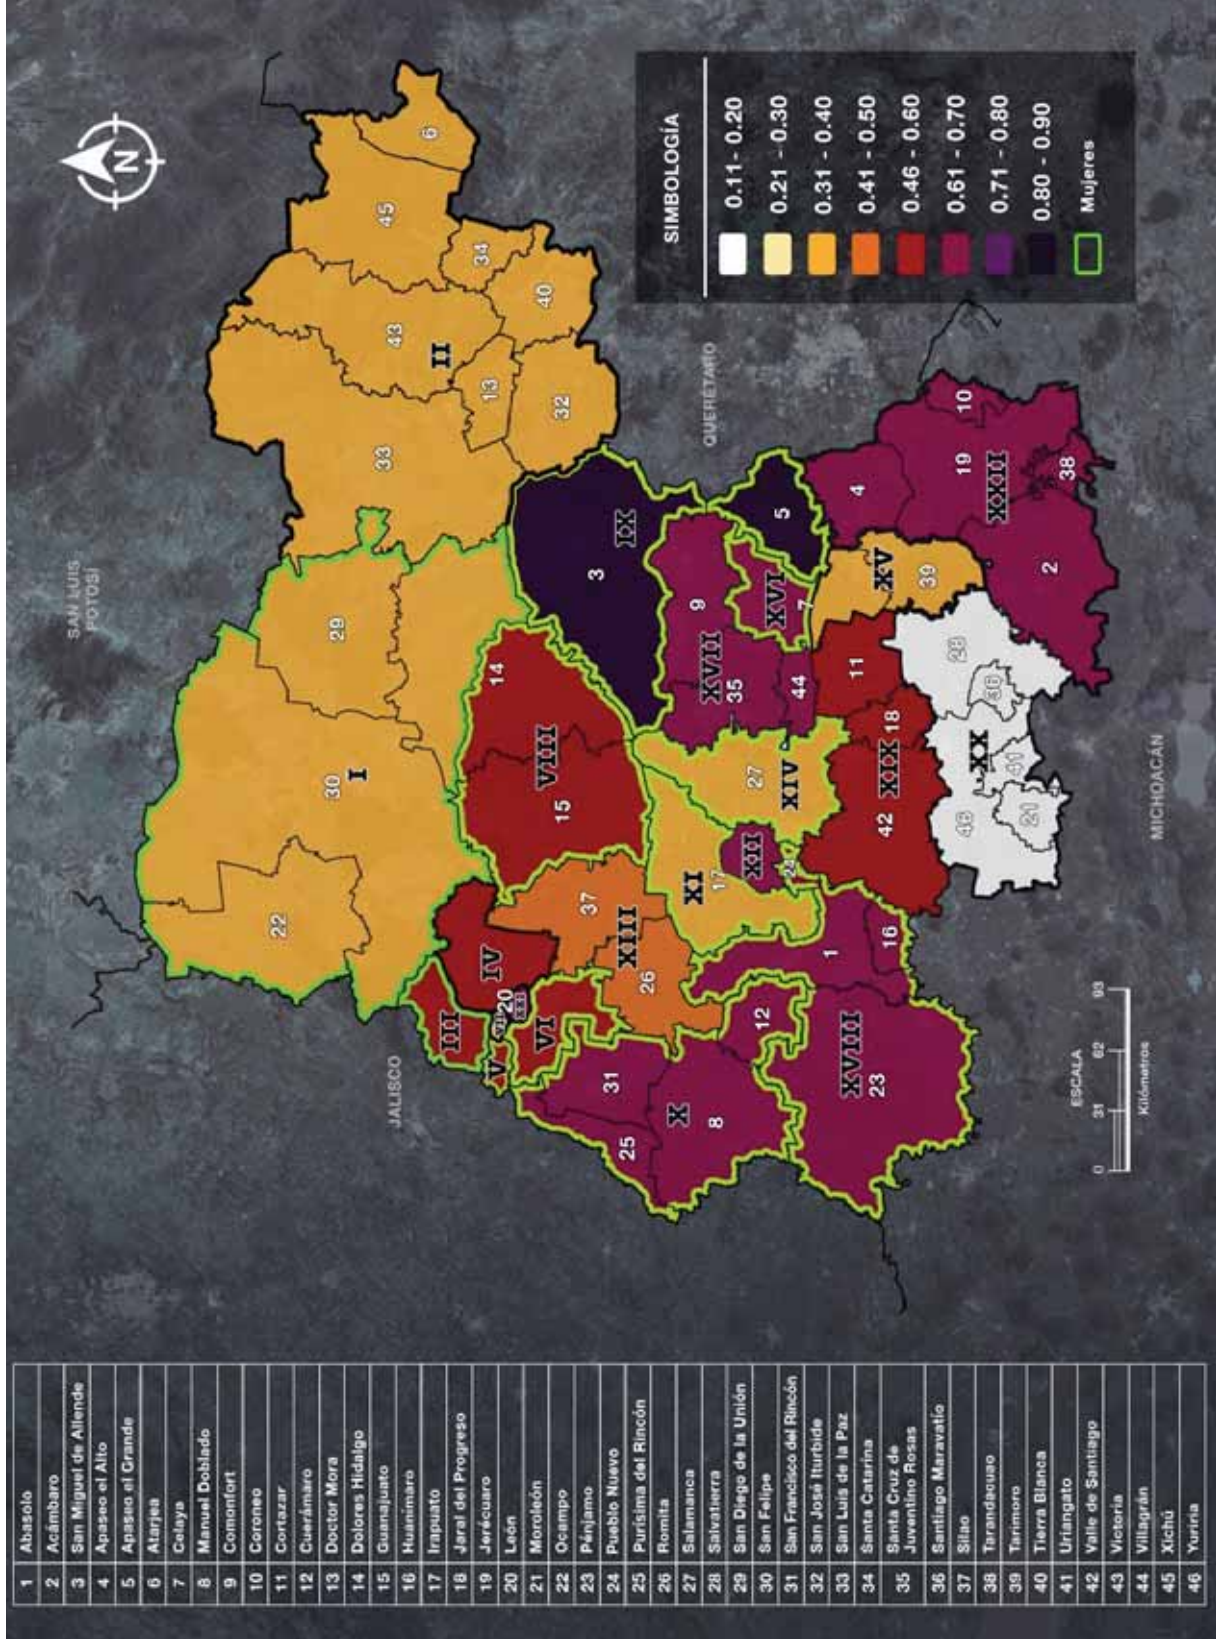 1 Abasolo
2 Acámbaro
3 San Miguel de Allende
4 Apaseo el Alto
5 Apaseo el Grande
6 Atarjea
7 Celaya
8 Manuel Doblado
9 Comonfort
10 Coroneo
11 Cortazar
12 Cuerámaro
13 Doctor Mora
14 Dolores Hidalgo
15 Guanajuato
16 Huanímaro
17 Irapuato
18 Jaral del Progreso
19 Jerécuaro
20 León
21 Moroleón
22 Ocampo
23 Pénjamo
24 Pueblo Nuevo
25 Purísima del Rincón
26 Romita
27 Salamanca
28 Salvatierra
29 San Diego de la Unión
30 San Felipe
31 San Francisco del Rincón
32 San José Iturbide
33 San Luis de la Paz
34 Santa Catarina
35 Santa Cruz de
Juventino Rosas
36 Santiago Maravatío
37 Silao
38 Tarandacuao
39 Tarimoro
40 Tierra Blanca
41 Uriangato
42 Valle de Santiago
43 Victoria
44 Villagrán
45 Xichú
46 Yuriria
SAN LUIS
POTOSÍ
N
22
30
I
29
33
43
II
45
6
34
13
40
32
JALISCO
III
IV
V
20
XXI
VI
37
XIII
26
15
VIII
14
3
IX
QUERÉTARO
31
25
X
8
12
XI
17
XII
24
27
XIV
XVII
9
35
44
XVI
7
5
1
16
XVIII
23
42
XIX
18
11
XV
39
4
10
19
XXII
38
2
46
XX
28
36
41
21
MICHOACÁN
ESCALA
0 31 62 93
Kilómetros
SIMBOLOGÍA
0.11- 0.20
0.21 - 0.30
0.31 - 0.40
0.41 - 0.50
0.46 - 0.60
0.61 - 0.70
0.71 - 0.80
0.80 - 0.90
Mujeres